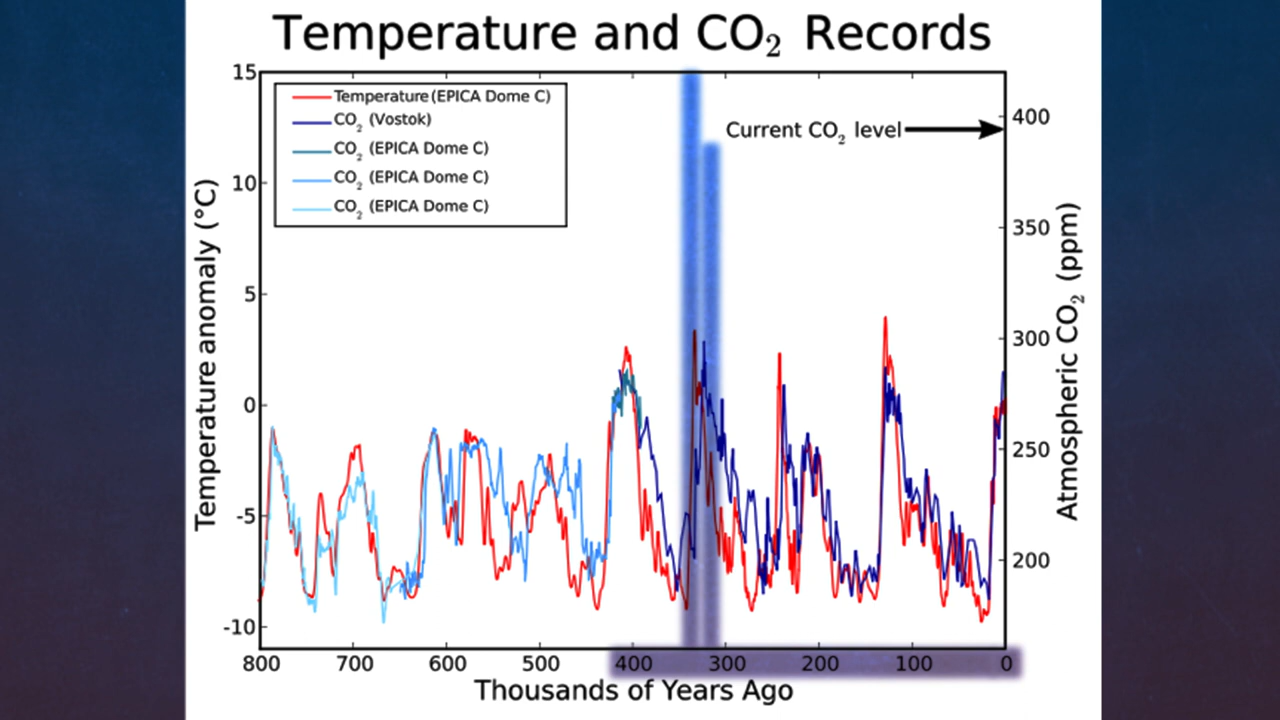 Temperature and CO₂ Records
15
10
5
0
-5
-10
Temperature anomaly (°C)
Temperature (EPICA Dome C)
CO₂ (Vostok)
CO₂ (EPICA Dome C)
CO₂ (EPICA Dome C)
CO₂ (EPICA Dome C)
Current CO₂ level
400
350
300
250
200
Atmospheric CO₂ (ppm)
800 700 600 500 400 300 200 100 0
Thousands of Years Ago